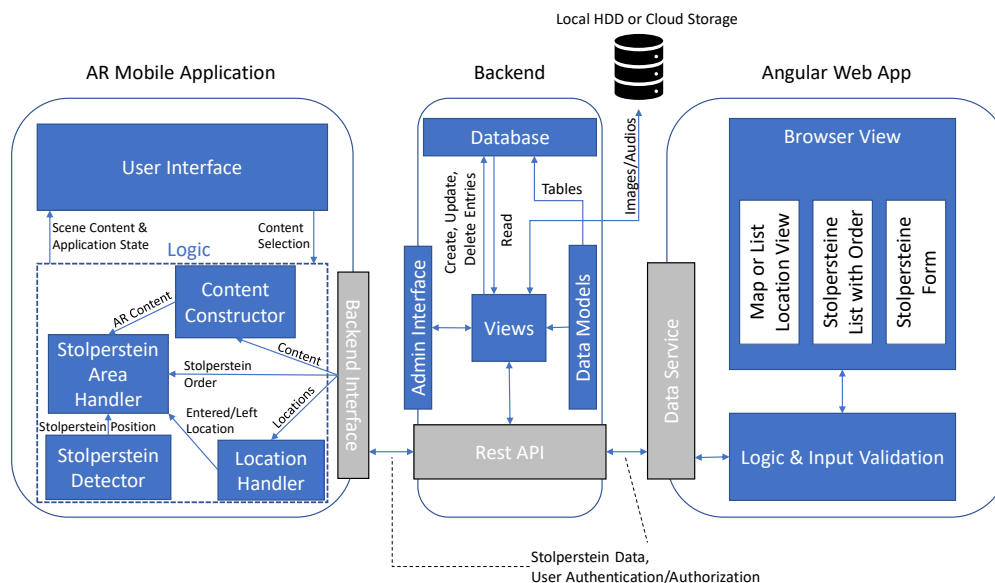 Local HDD or Cloud Storage
AR Mobile Application
Backend
Angular Web App
User Interface
Scene Content &
Application State
Content
Selection
Logic
Content
Constructor
AR Content
Stolperstein
Area
Handler
Stolperstein
Order
Content
Locations
Entered/Left
Location
Stolperstein Position
Stolperstein
Detector
Location
Handler
Backend Interface
Database
Create, Update,
Delete Entries
Read
Tables
Images/Audios
Admin Interface
Views
Data Models
Rest API
Data Service
Browser View
Map or List
Location View
Stolpersteine
List with Order
Stolpersteine
Form
Logic & Input Validation
Stolperstein Data,
User Authentication/Authorization